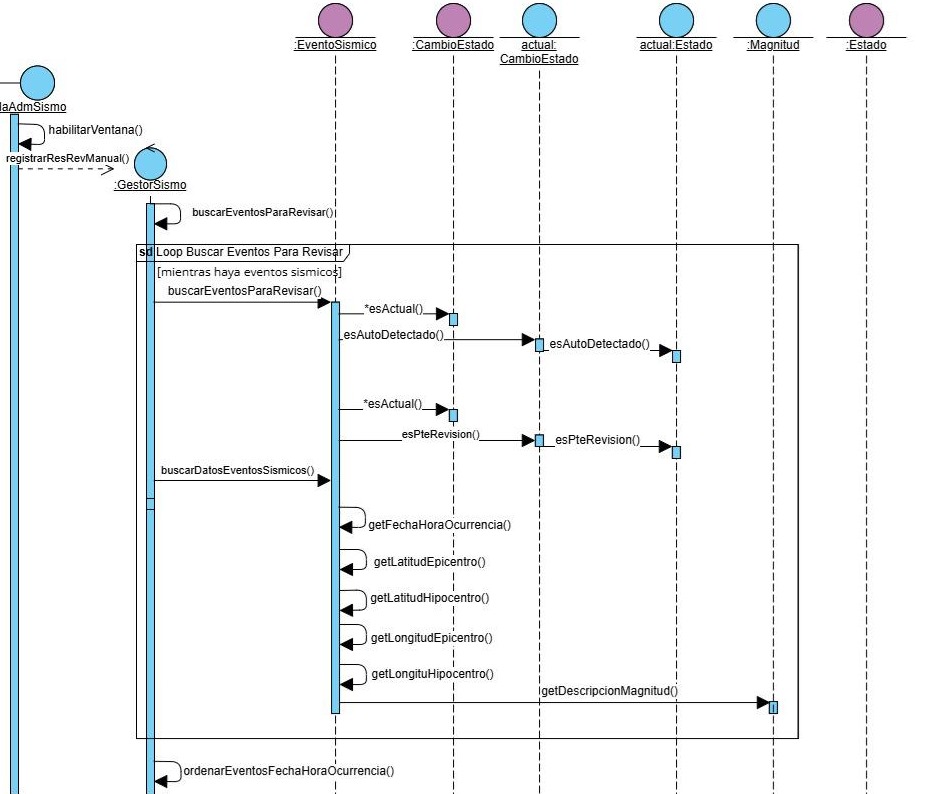 :EventoSismico
:CambioEstado
actual:
CambioEstado
actual:Estado
:Magnitud
:Estado
laAdmSismo
habilitarVentana()
registrarResRevManual()
:GestorSismo
buscarEventosParaRevisar()
sd Loop Buscar Eventos Para Revisar
[mientras haya eventos sismicos]
buscarEventosParaRevisar()
*esActual()
esAutoDetectado()
esAutoDetectado()
*esActual()
esPteRevision()
esPteRevision()
buscarDatosEventosSismicos()
getFechaHoraOcurrencia()
getLatitudEpicentro()
getLatitudHipocentro()
getLongitudEpicentro()
getLongituHipocentro()
getDescripcionMagnitud()
ordenarEventosFechaHoraOcurrencia()